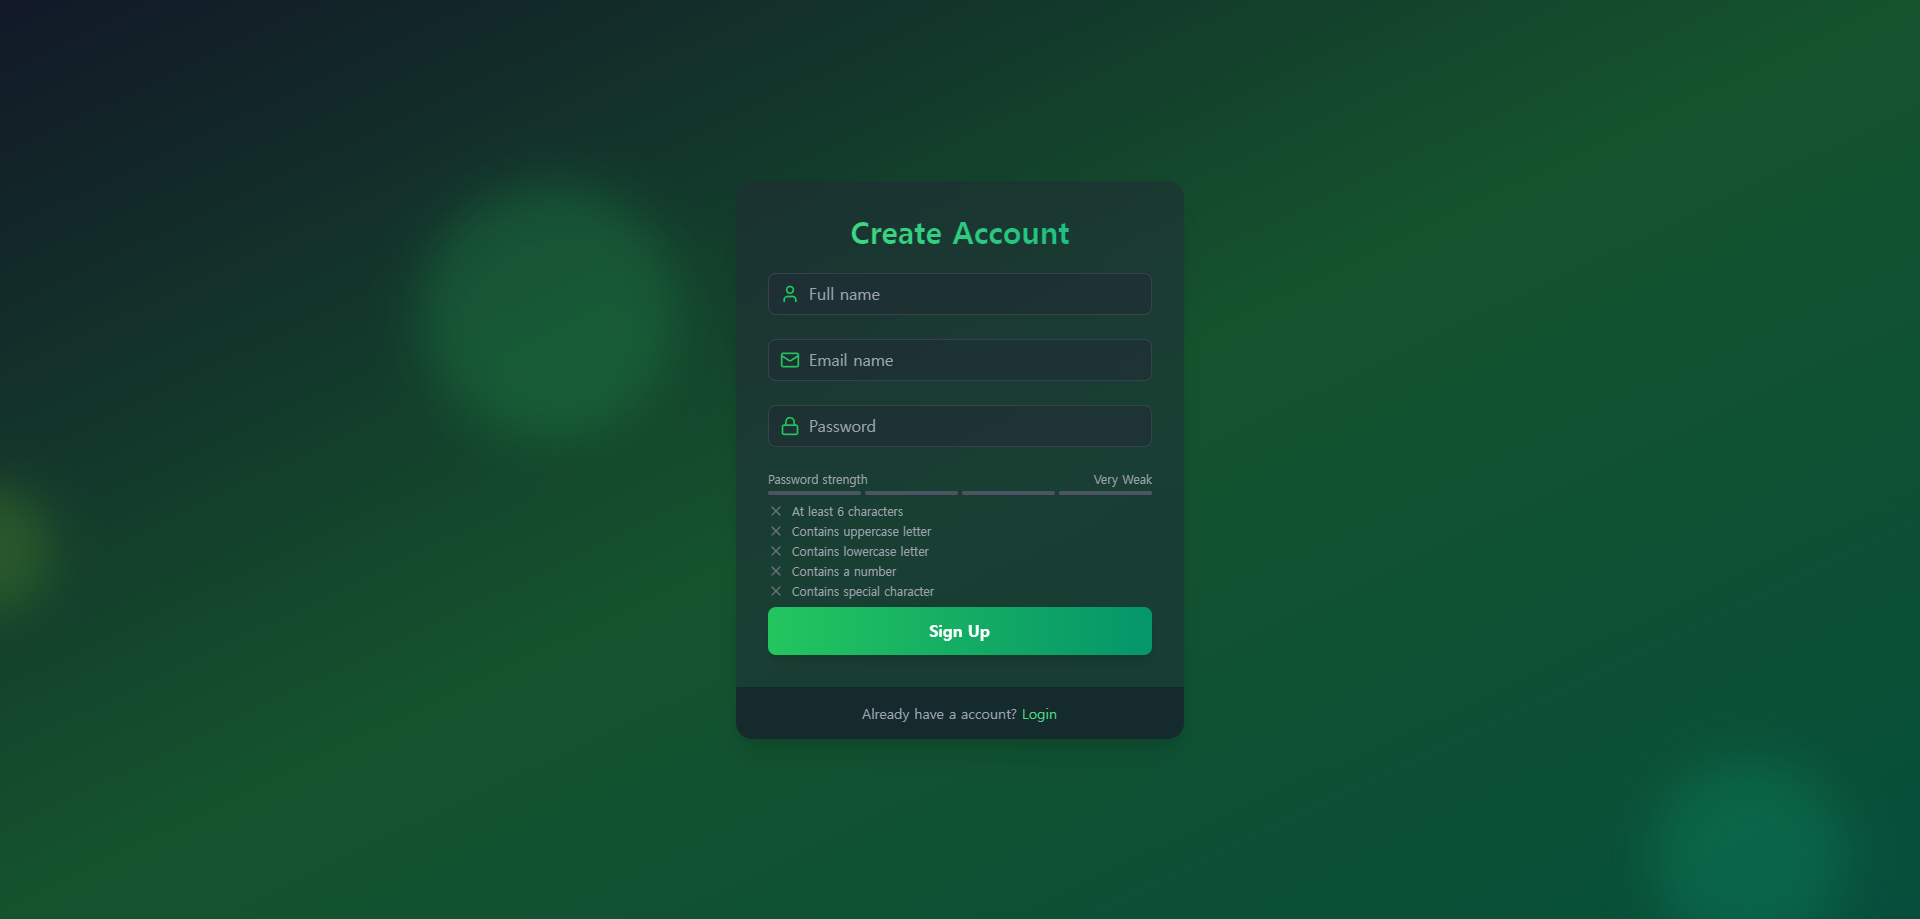 Create Account
Full name
Email name
Password
Password strength Very Weak
At least 6 characters
Contains uppercase letter
Contains lowercase letter
Contains a number
Contains special character
Sign Up
Already have a account? Login